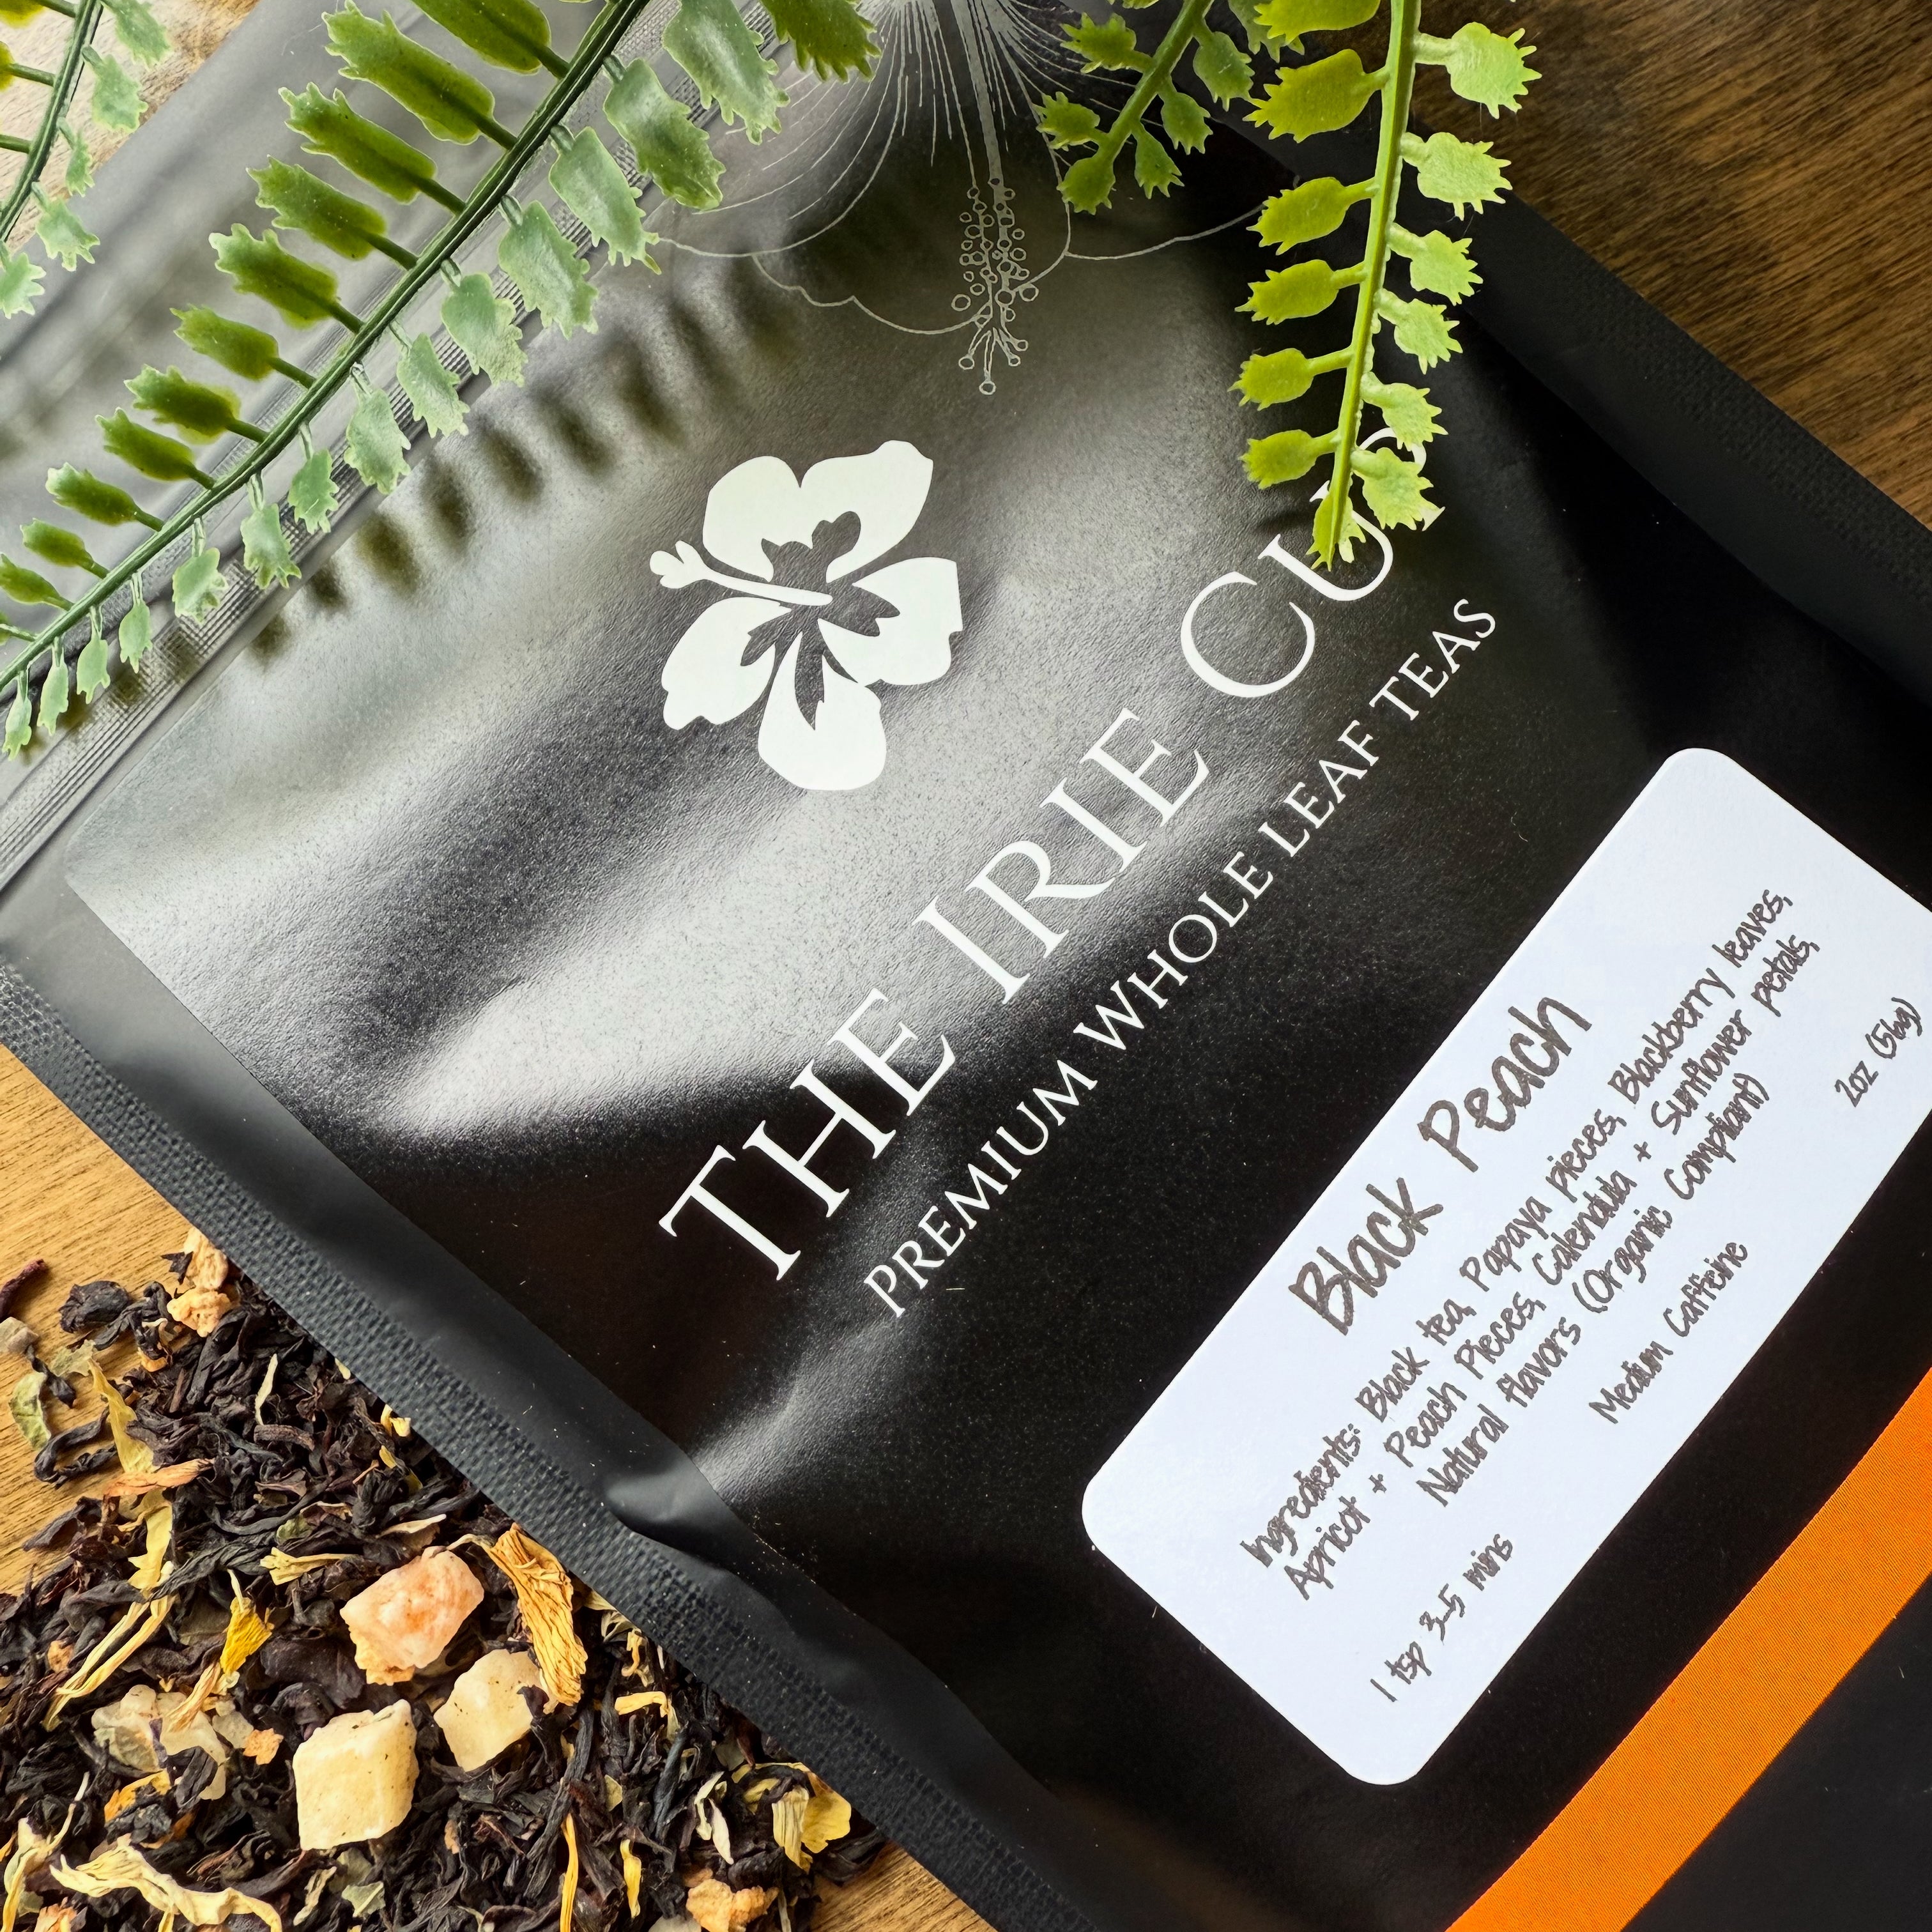 THE IRIE CUP
PREMIUM WHOLE LEAF TEAS
Black Peach
Ingredients: Black tea, Papaya pieces, Blackberry leaves,
Apricot + Peach Pieces, Calendula + Sunflower petals,
Natural flavors (Organic Compliant)
Medium Caffeine
1 tsp 3-5 mins
2oz (56g)